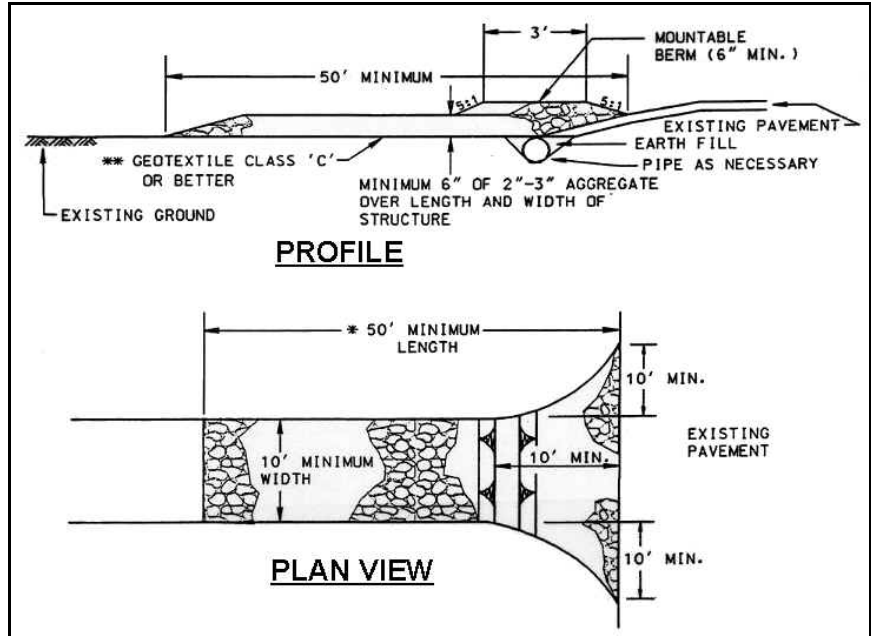 3'
MOUNTABLE
BERM (6" MIN.)
50' MINIMUM
5:1
5:1
EXISTING PAVEMENT
** GEOTEXTILE CLASS 'C'
OR BETTER
EARTH FILL
PIPE AS NECESSARY
MINIMUM 6" OF 2"-3" AGGREGATE
OVER LENGTH AND WIDTH OF
STRUCTURE
EXISTING GROUND
PROFILE
* 50' MINIMUM
LENGTH
10' MIN.
EXISTING
PAVEMENT
10' MINIMUM
WIDTH
10' MIN.
10' MIN.
PLAN VIEW